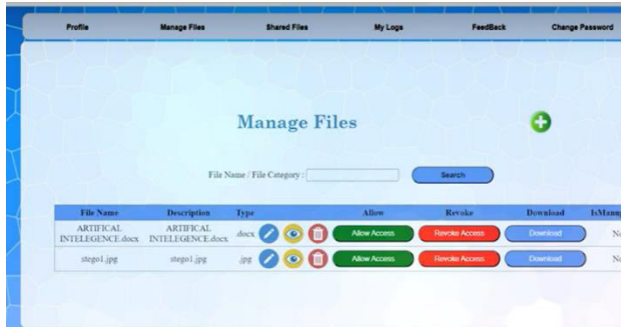 Profile Manage Files Shared Files My Logs FeedBack Change Password
Manage Files
File Name / File Category : Search
File Name Description Type Allow Revoke Download
ARTIFICAL INTELEGENCE.docx ARTIFICAL INTELEGENCE.docx .docx Allow Access Revoke Access Download
stego1.jpg stego1.jpg .jpg Allow Access Revoke Access Download